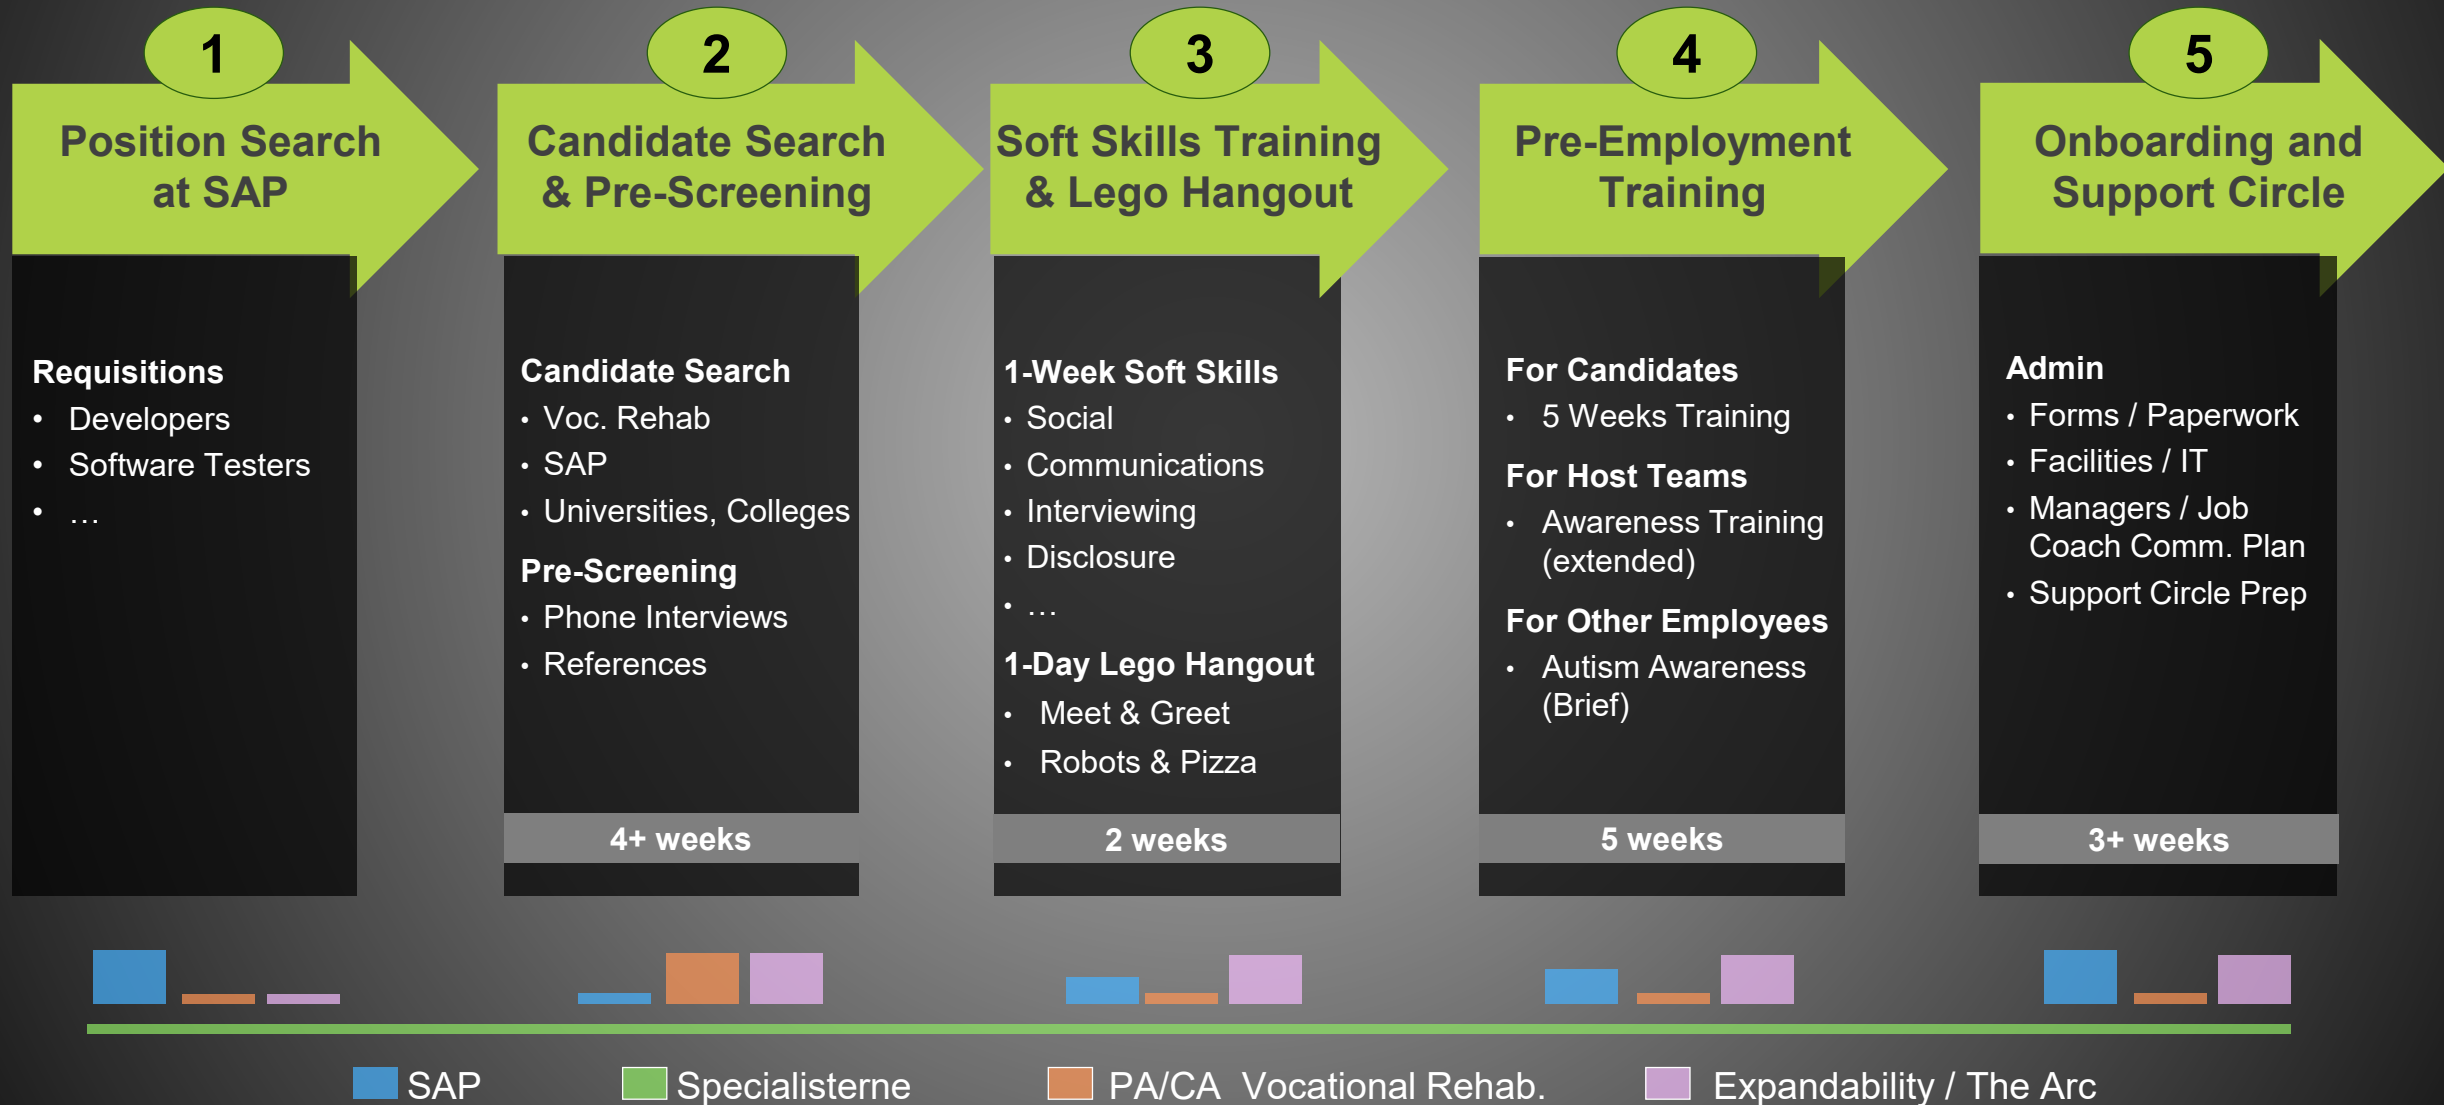 1
Position Search
at SAP
Requisitions
• Developers
• Software Testers
• …
2
Candidate Search
& Pre-Screening
Candidate Search
• Voc. Rehab
• SAP
• Universities, Colleges
Pre-Screening
• Phone Interviews
• References
4+ weeks
3
Soft Skills Training
& Lego Hangout
1-Week Soft Skills
• Social
• Communications
• Interviewing
• Disclosure
• …
1-Day Lego Hangout
• Meet & Greet
• Robots & Pizza
2 weeks
4
Pre-Employment
Training
For Candidates
• 5 Weeks Training
For Host Teams
• Awareness Training
(extended)
For Other Employees
• Autism Awareness
(Brief)
5 weeks
5
Onboarding and
Support Circle
Admin
• Forms / Paperwork
• Facilities / IT
• Managers / Job
Coach Comm. Plan
• Support Circle Prep
3+ weeks
SAP
Specialisterne
PA/CA Vocational Rehab.
Expandability / The Arc